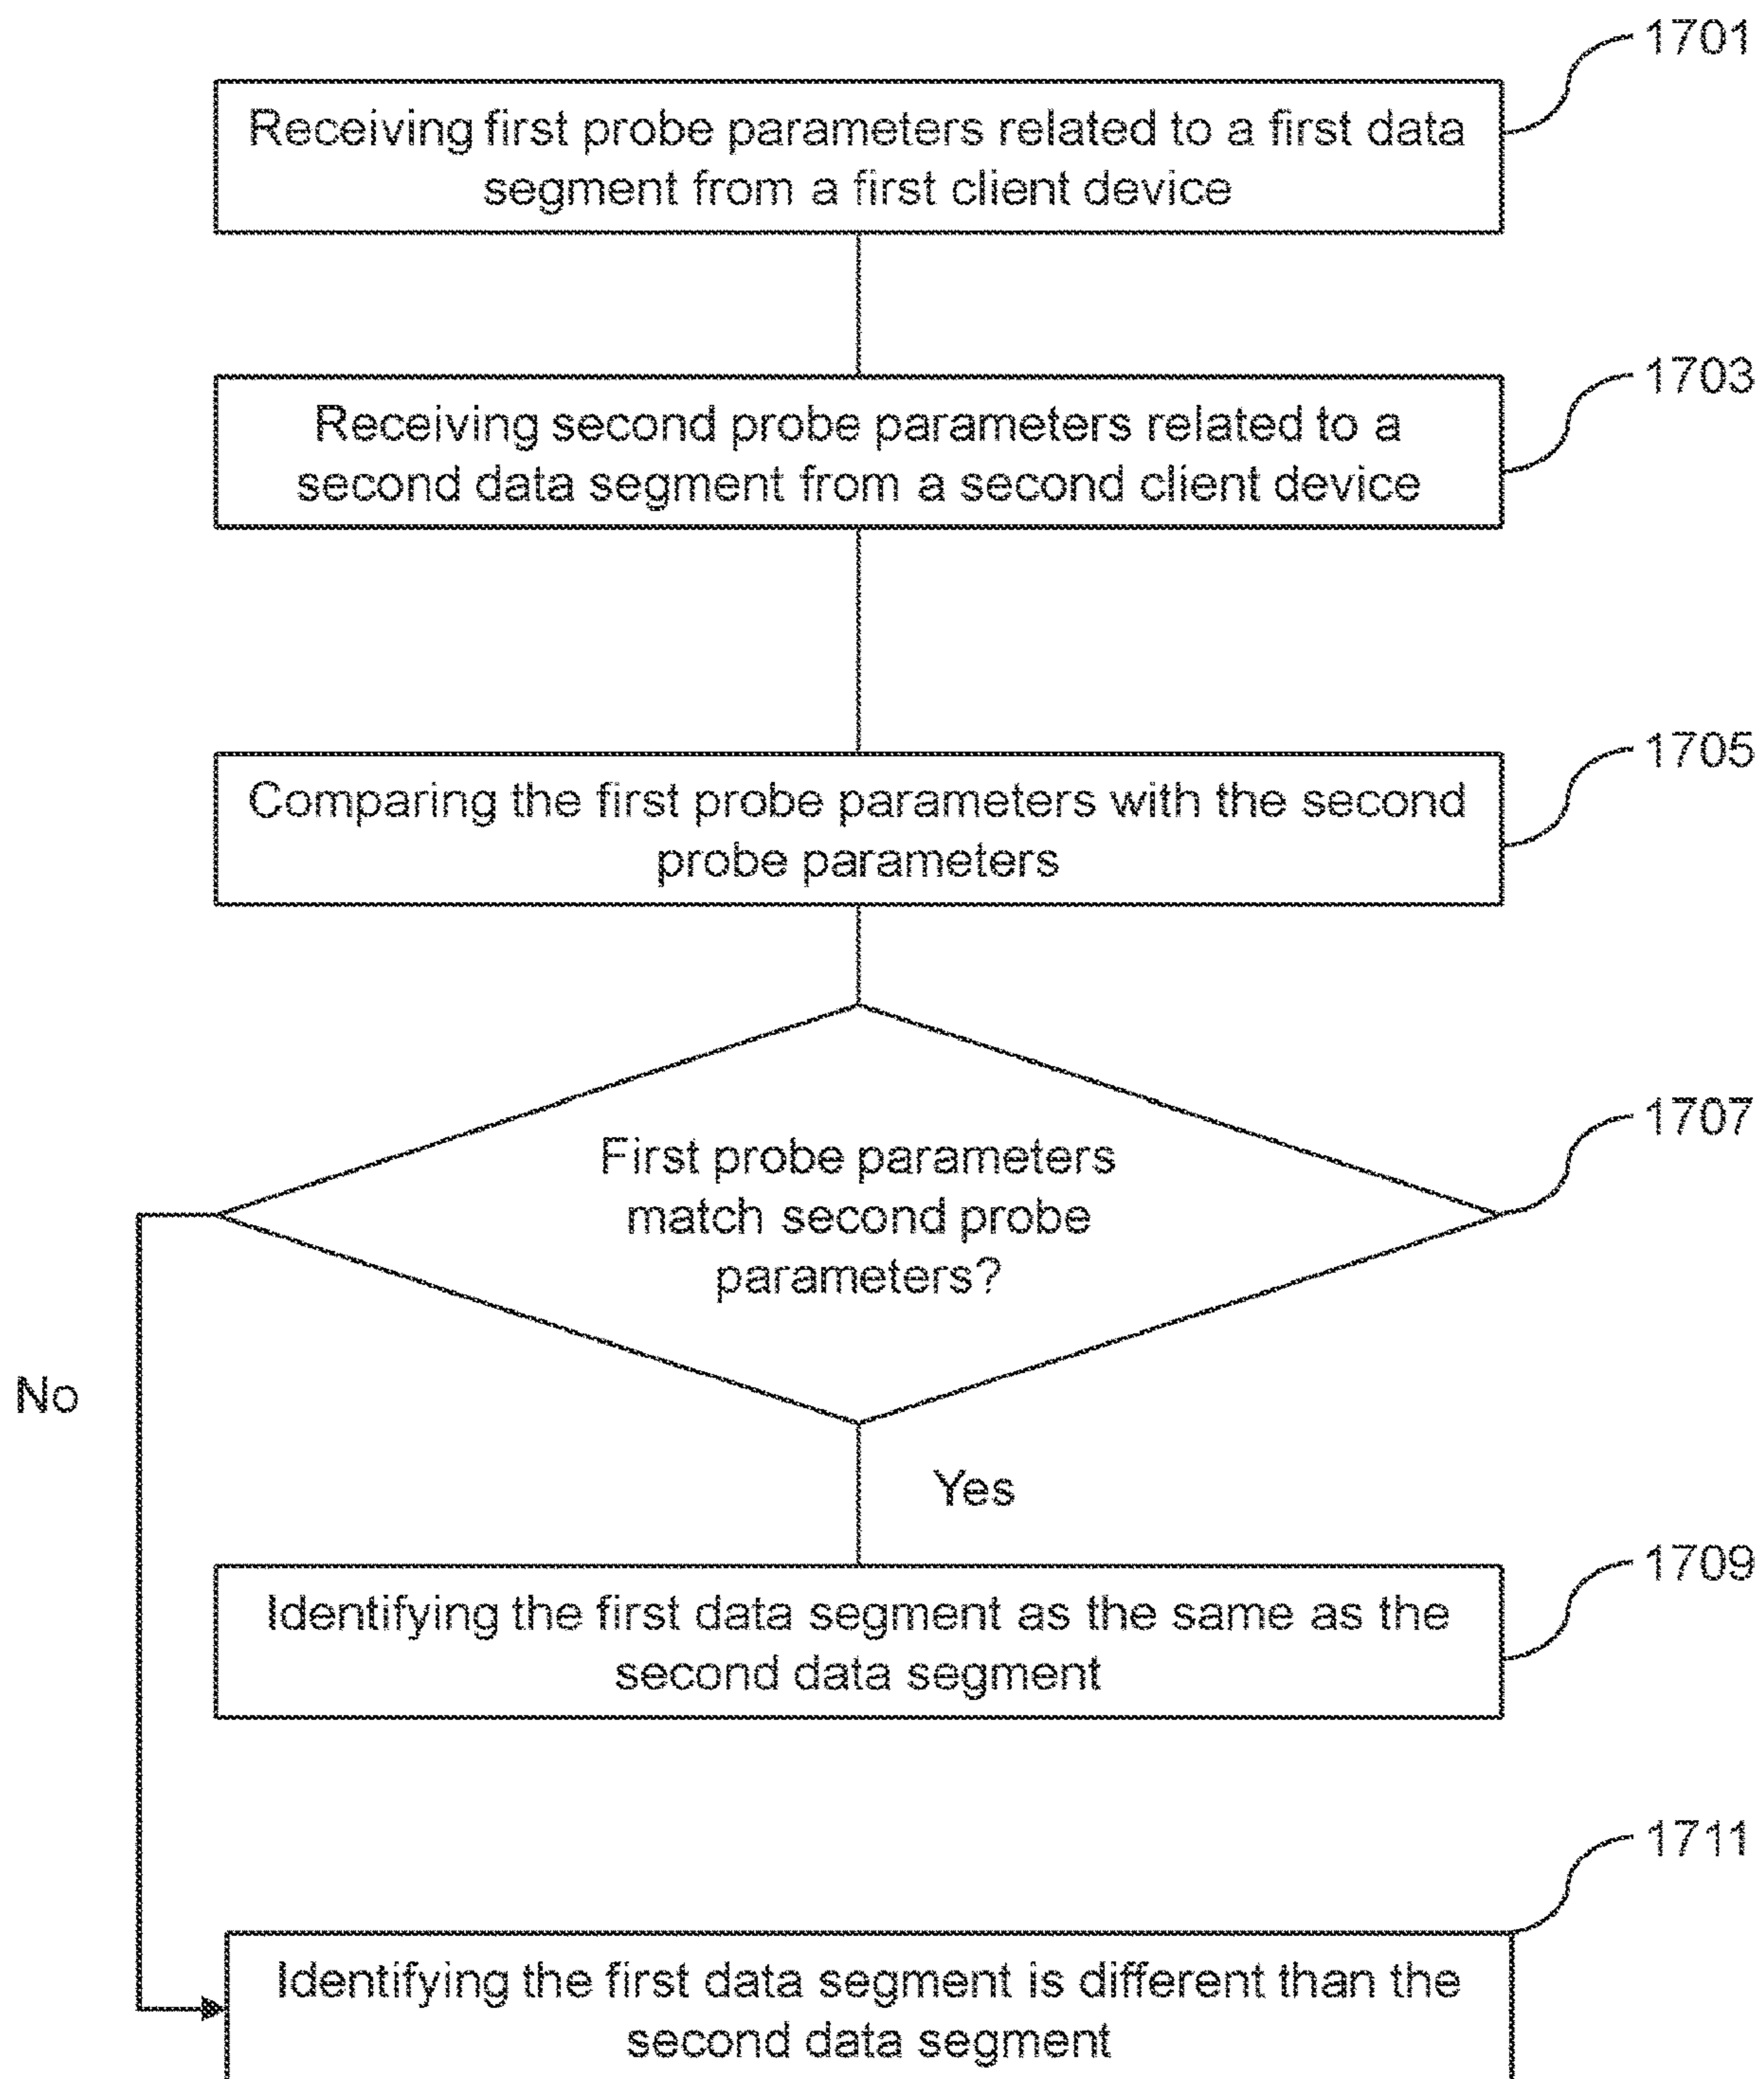 1701
Receiving first probe parameters related to a first data
segment from a first client device
1703
Receiving second probe parameters related to a
second data segment from a second client device
1705
Comparing the first probe parameters with the second
probe parameters
1707
First probe parameters
match second probe
parameters?
No
Yes
1709
Identifying the first data segment as the same as the
second data segment
1711
Identifying the first data segment is different than the
second data segment